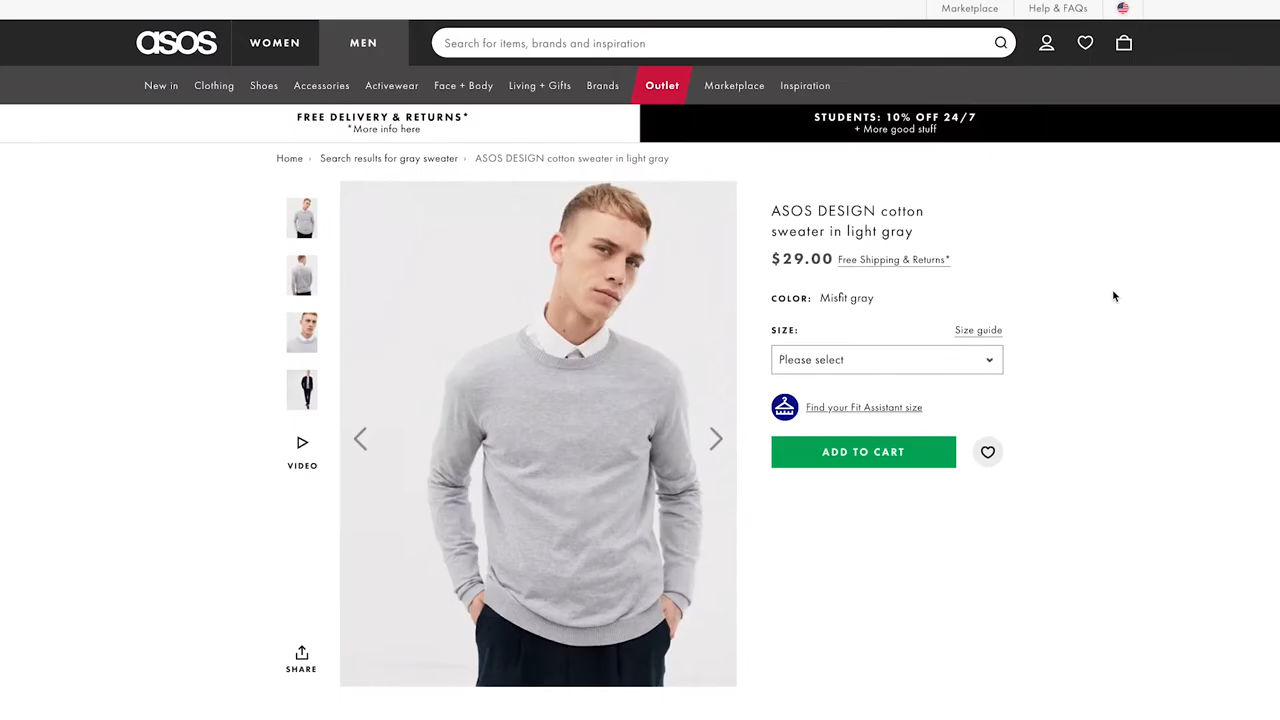 Marketplace
Help & FAQs
asos
WOMEN
MEN
Search for items, brands and inspiration
New in
Clothing
Shoes
Accessories
Activewear
Face + Body
Living + Gifts
Brands
Outlet
Marketplace
Inspiration
FREE DELIVERY & RETURNS*
*More info here
STUDENTS: 10% OFF 24/7
+ More good stuff
Home › Search results for gray sweater › ASOS DESIGN cotton sweater in light gray
ASOS DESIGN cotton
sweater in light gray
$29.00 Free Shipping & Returns*
COLOR: Misfit gray
SIZE:
Size guide
Please select
Find your Fit Assistant size
ADD TO CART
VIDEO
SHARE